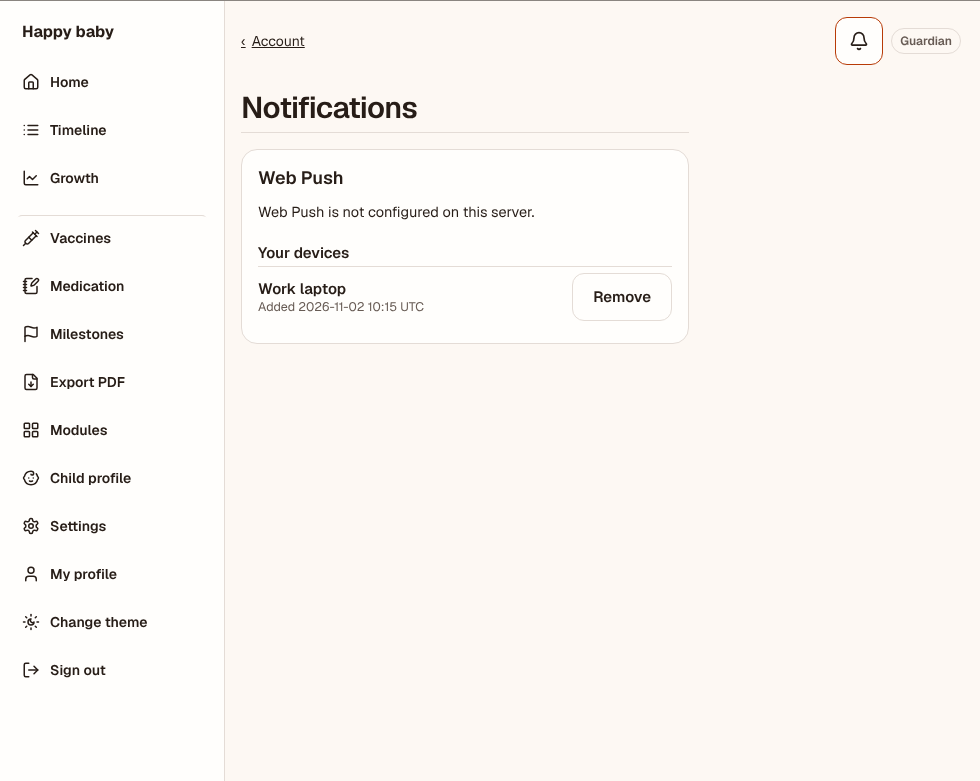 Happy baby
Home
Timeline
Growth
Vaccines
Medication
Milestones
Export PDF
Modules
Child profile
Settings
My profile
Change theme
Sign out
‹ Account
Guardian
Notifications
Web Push
Web Push is not configured on this server.
Your devices
Work laptop
Added 2026-11-02 10:15 UTC
Remove